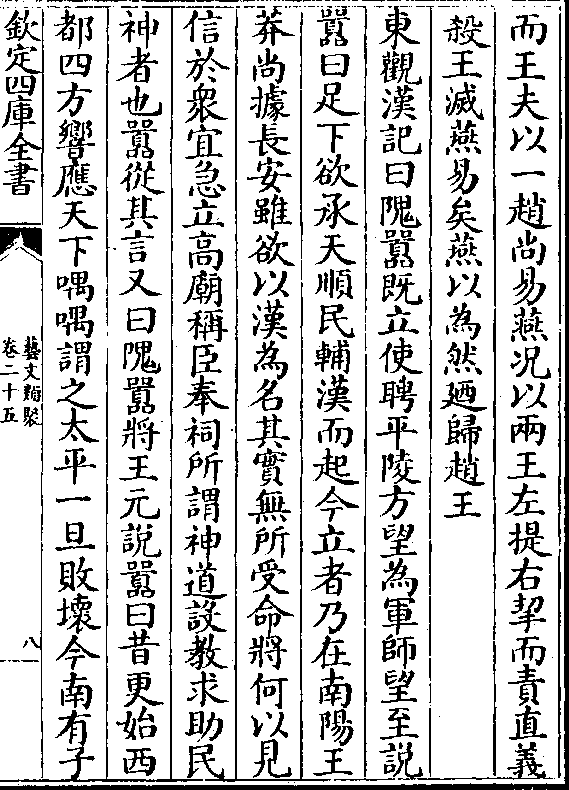 而王夫以一趙尚易燕况以兩王左提右挈而責直義
殺王滅燕易矣燕以為然廼歸趙王
東觀漢記曰隗囂既立使聘平陵方望為軍師望至說
囂曰足下欲承天順民輔漢而起今立者乃在南陽王
莽尚據長安雖欲以漢為名其實無所受命將何以見
信於衆宜急立高廟稱臣奉祠所謂神道設教求助民
神者也囂從其言又曰隗囂將王元說囂曰昔更始西
都四方響應天下喁喁謂之太平一旦敗壞今南有子
欽定四庫全書
藝文類聚
卷二十五
八